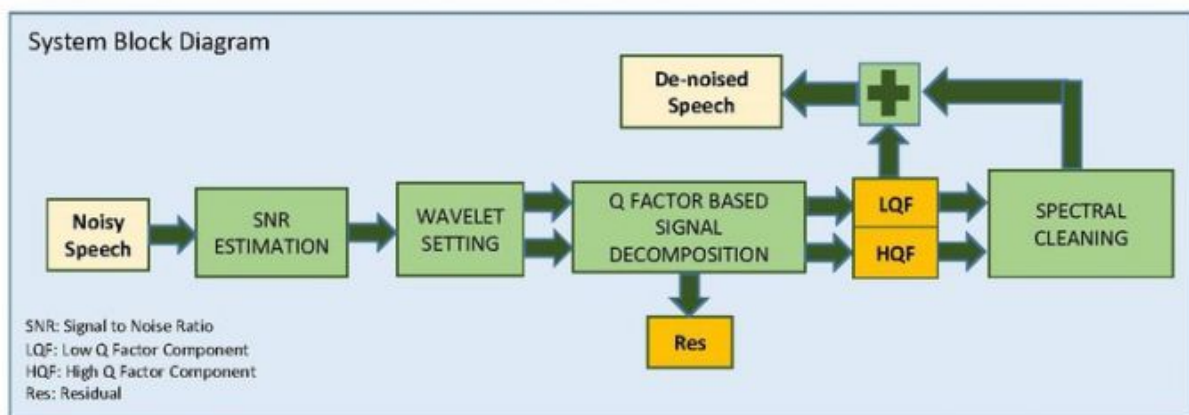 System Block Diagram
De-noised
Speech
Noisy
Speech
SNR
ESTIMATION
WAVELET
SETTING
Q FACTOR BASED
SIGNAL
DECOMPOSITION
LQF
HQF
SPECTRAL
CLEANING
Res
SNR: Signal to Noise Ratio
LQF: Low Q Factor Component
HQF: High Q Factor Component
Res: Residual